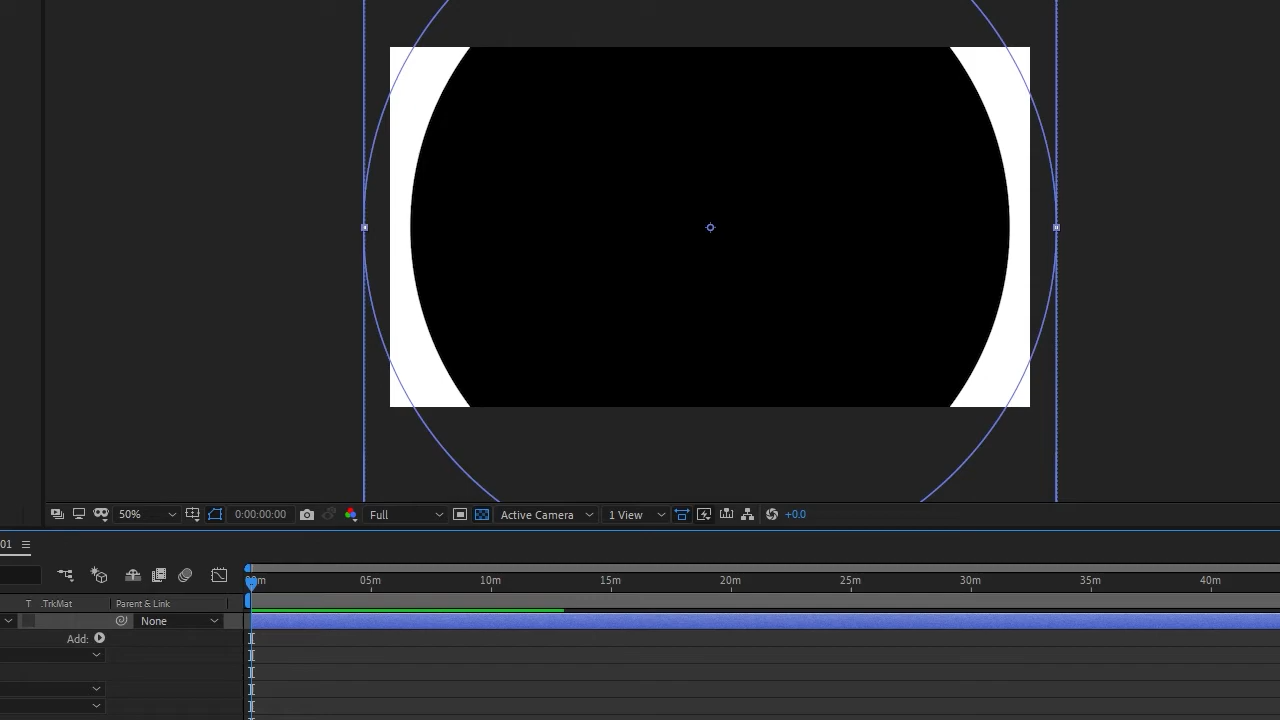 50%
0:00:00:00
Full
Active Camera
1 View
+0.0
01
05m
10m
15m
20m
25m
30m
35m
40m
T .TrkMat
Parent & Link
None
Add: